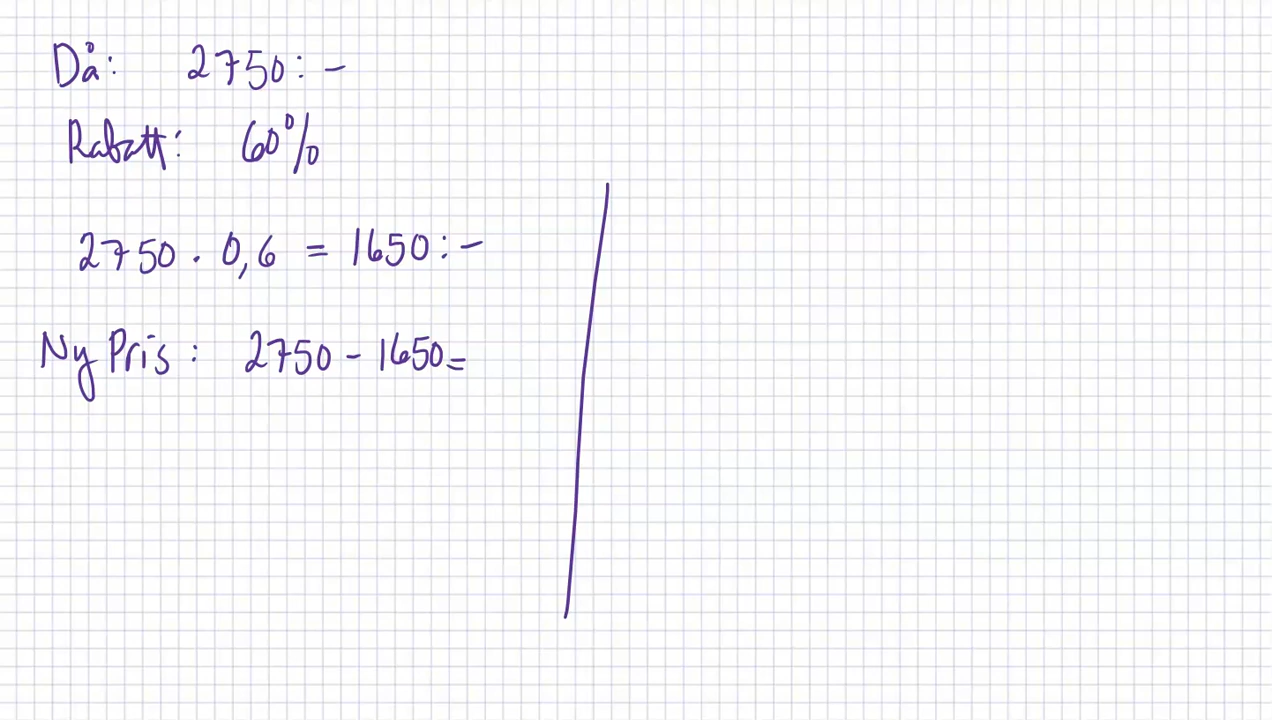 Då: 2750:-
Rabatt: 60%
2750 · 0,6 = 1650:-
Ny Pris: 2750 - 1650=